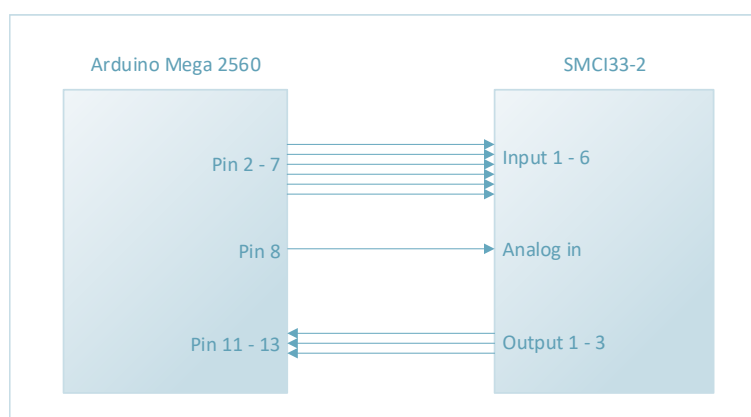 Arduino Mega 2560
SMCI33-2
Pin 2 - 7
Input 1 - 6
Pin 8
Analog in
Pin 11 - 13
Output 1 - 3